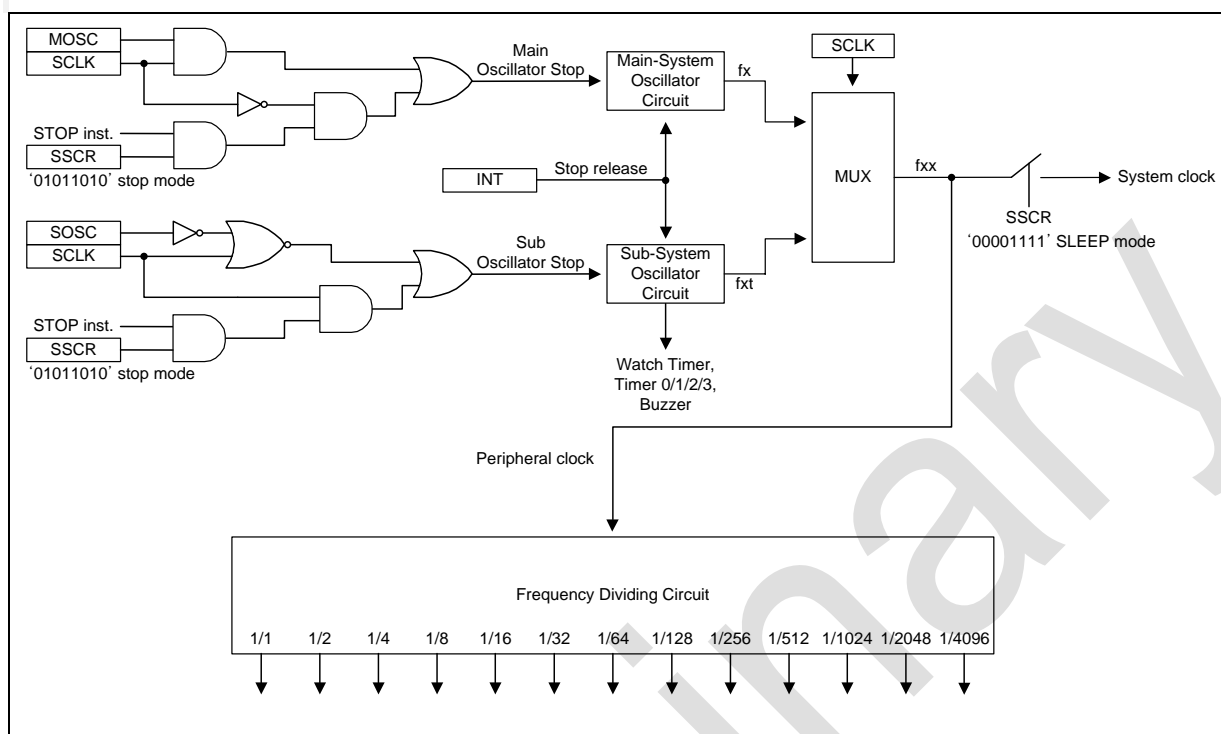 MOSC
SCLK
STOP inst.
SSCR
‘01011010’ stop mode
Main
Oscillator Stop
Main-System
Oscillator
Circuit
fx
SCLK
INT
Stop release
MUX
fxx
System clock
SSCR
‘00001111’ SLEEP mode
SOSC
SCLK
STOP inst.
SSCR
‘01011010’ stop mode
Sub
Oscillator Stop
Sub-System
Oscillator
Circuit
fxt
Watch Timer,
Timer 0/1/2/3,
Buzzer
Peripheral clock
Frequency Dividing Circuit
1/1 1/2 1/4 1/8 1/16 1/32 1/64 1/128 1/256 1/512 1/1024 1/2048 1/4096
inary